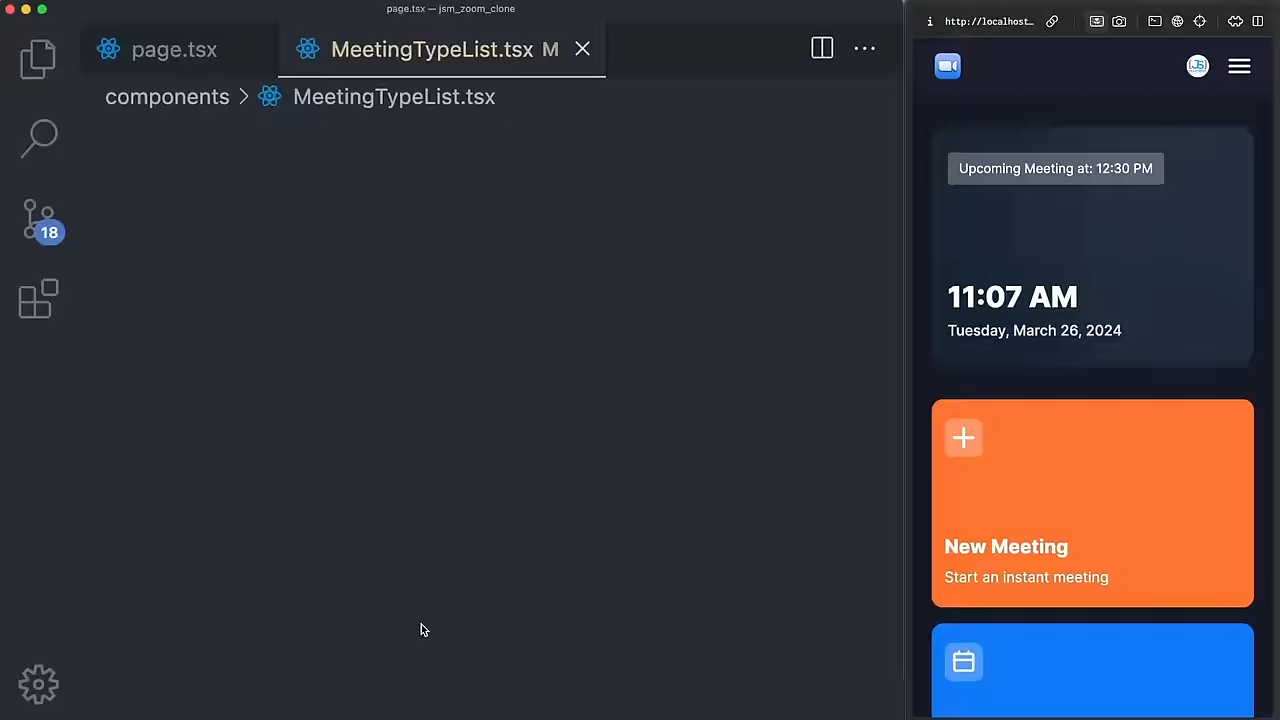 page.tsx — jsm_zoom_clone
page.tsx
MeetingTypeList.tsx M
components > MeetingTypeList.tsx
18
http://localhost...
JS
Upcoming Meeting at: 12:30 PM
11:07 AM
Tuesday, March 26, 2024
New Meeting
Start an instant meeting